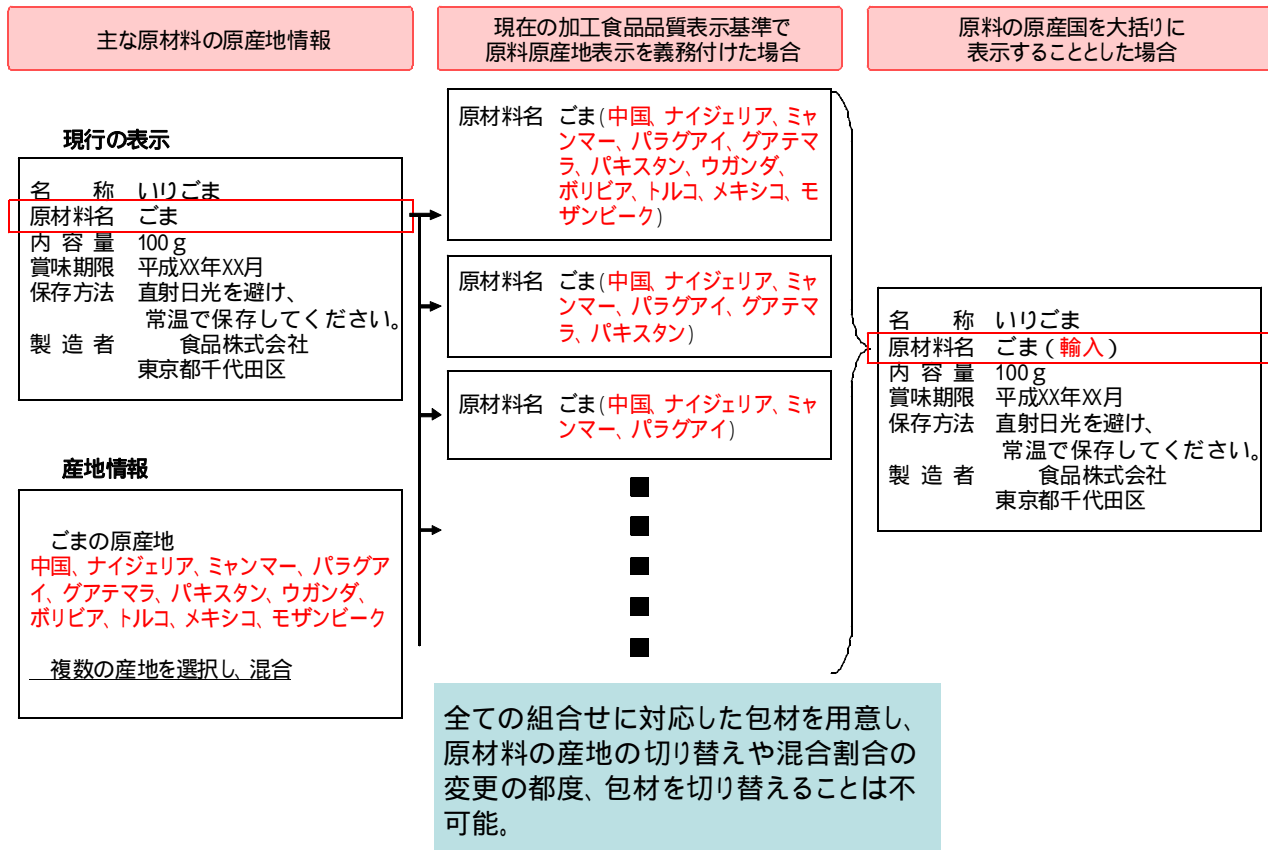 主な原材料の原産地情報
現在の加工食品品質表示基準で
原料原産地表示を義務付けた場合
原料の原産国を大括りに
表示することとした場合
現行の表示
名　　称　いりごま
原材料名　ごま
内 容 量　100ｇ
賞味期限　平成XX年XX月
保存方法　直射日光を避け、
常温で保存してください。
製 造 者　　食品株式会社
東京都千代田区
産地情報
ごまの原産地
中国、ナイジェリア、ミャンマー、パラグア
イ、グアテマラ、パキスタン、ウガンダ、
ボリビア、トルコ、メキシコ、モザンビーク
複数の産地を選択し、混合
原材料名　ごま(中国、ナイジェリア、ミャ
ンマー、パラグアイ、グアテマ
ラ、パキスタン、ウガンダ、
ボリビア、トルコ、メキシコ、モ
ザンビーク)
原材料名　ごま(中国、ナイジェリア、ミャ
ンマー、パラグアイ、グアテマ
ラ、パキスタン)
原材料名　ごま(中国、ナイジェリア、ミャ
ンマー、パラグアイ)
全ての組合せに対応した包材を用意し、
原材料の産地の切り替えや混合割合の
変更の都度、包材を切り替えることは不
可能。
名　　称　いりごま
原材料名　ごま（輸入）
内 容 量　100ｇ
賞味期限　平成XX年XX月
保存方法　直射日光を避け、
常温で保存してください。
製 造 者　　食品株式会社
東京都千代田区